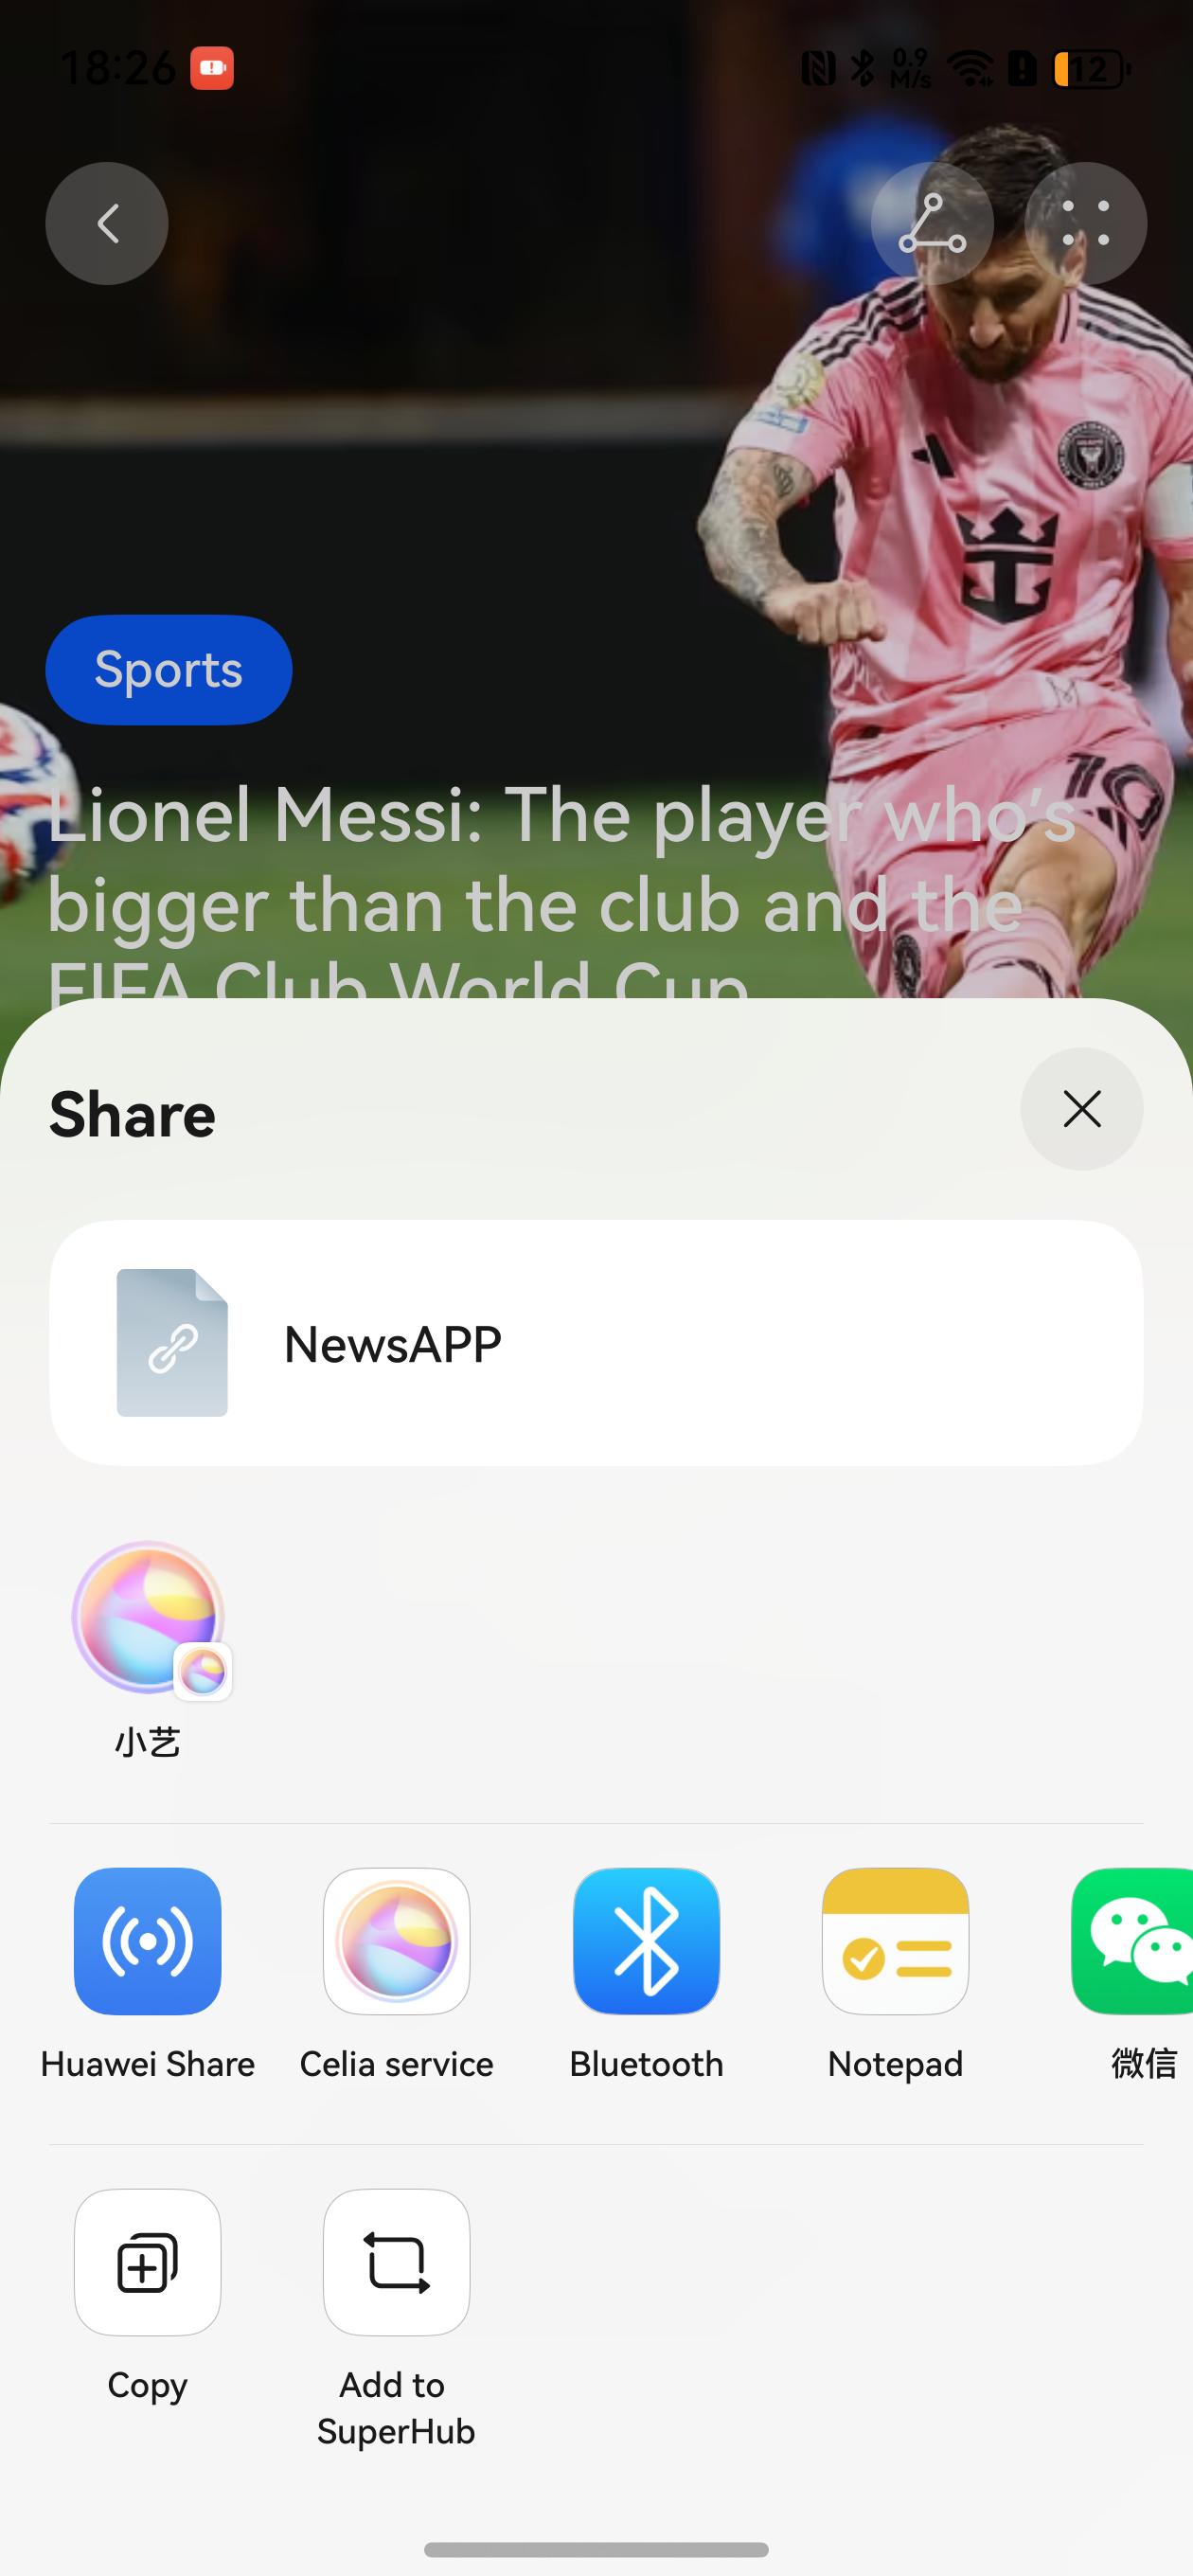 18:26
0.9
M/s
12
Sports
10
Lionel Messi: The player who's
bigger than the club and the
FIFA Club World Cup
Share
NewsAPP
小艺
Huawei Share
Celia service
Bluetooth
Notepad
微信
Copy
Add to
SuperHub